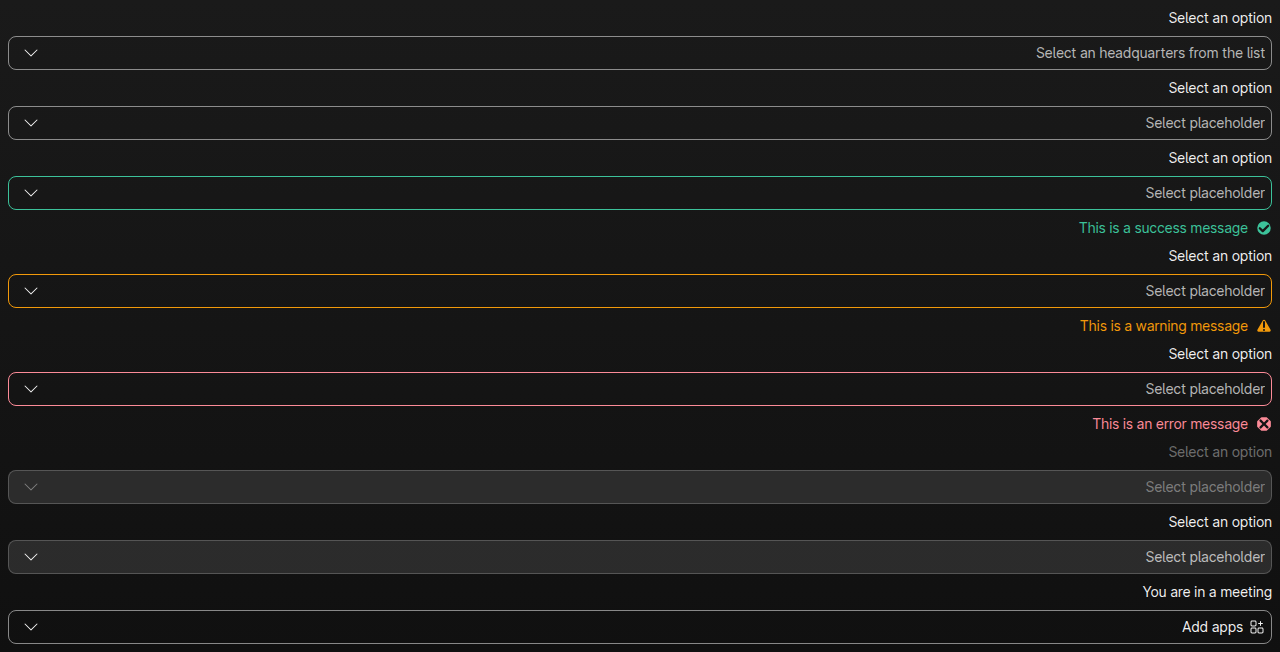 Select an option
Select an headquarters from the list
Select an option
Select placeholder
Select an option
Select placeholder
This is a success message
Select an option
Select placeholder
This is a warning message
Select an option
Select placeholder
This is an error message
Select an option
Select placeholder
Select an option
Select placeholder
You are in a meeting
Add apps